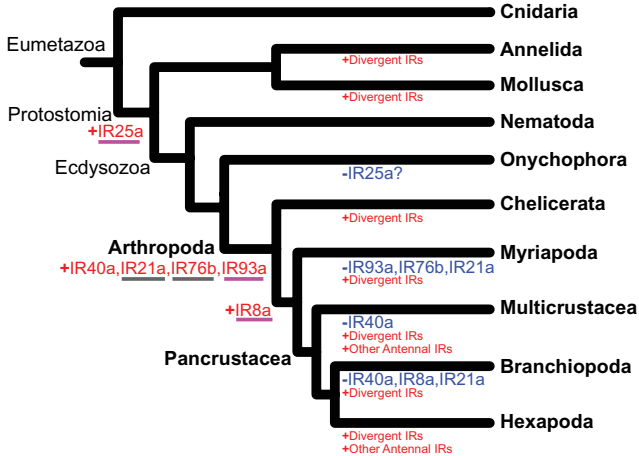 Cnidaria
Eumetazoa
Annelida
+Divergent IRs
Mollusca
+Divergent IRs
Protostomia
+IR25a
Nematoda
Ecdysozoa
Onychophora
-IR25a?
Chelicerata
+Divergent IRs
Arthropoda
+IR40a,IR21a,IR76b,IR93a
Myriapoda
-IR93a,IR76b,IR21a
+Divergent IRs
+IR8a
Multicrustacea
-IR40a
+Divergent IRs
+Other Antennal IRs
Pancrustacea
Branchiopoda
-IR40a,IR8a,IR21a
+Divergent IRs
Hexapoda
+Divergent IRs
+Other Antennal IRs